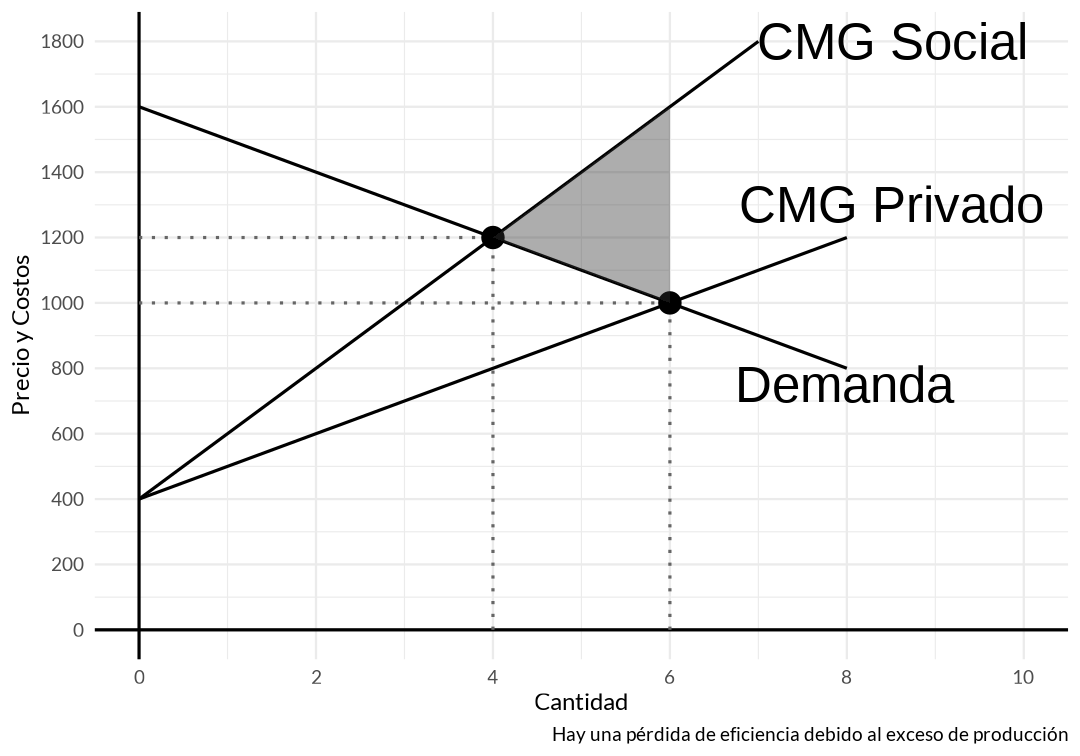 1800
1600
1400
1200
1000
800
600
400
200
0
Precio y Costos
CMG Social
CMG Privado
Demanda
0 2 4 6 8 10
Cantidad
Hay una pérdida de eficiencia debido al exceso de producción